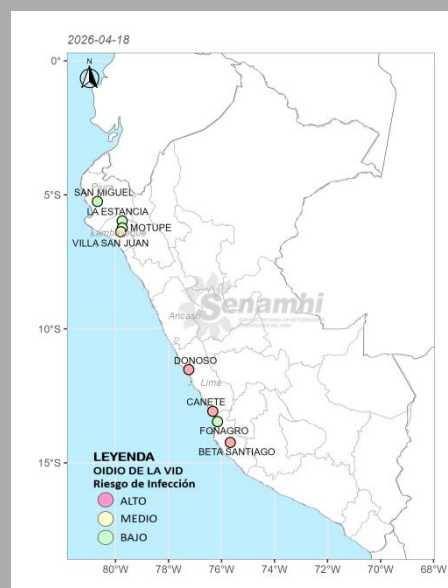 2026-04-18
N
0°
5°S
10°S
15°S
Piura
SAN MIGUEL
LA ESTANCIA
MOTUPE
Lambayeque
VILLA SAN JUAN
Senamhi
Ancash
DONOSO
Lima
CANETE
FONAGRO
BETA SANTIAGO
LEYENDA
OIDIO DE LA VID
Riesgo de Infección
ALTO
MEDIO
BAJO
80°W 78°W 76°W 74°W 72°W 70°W 68°W